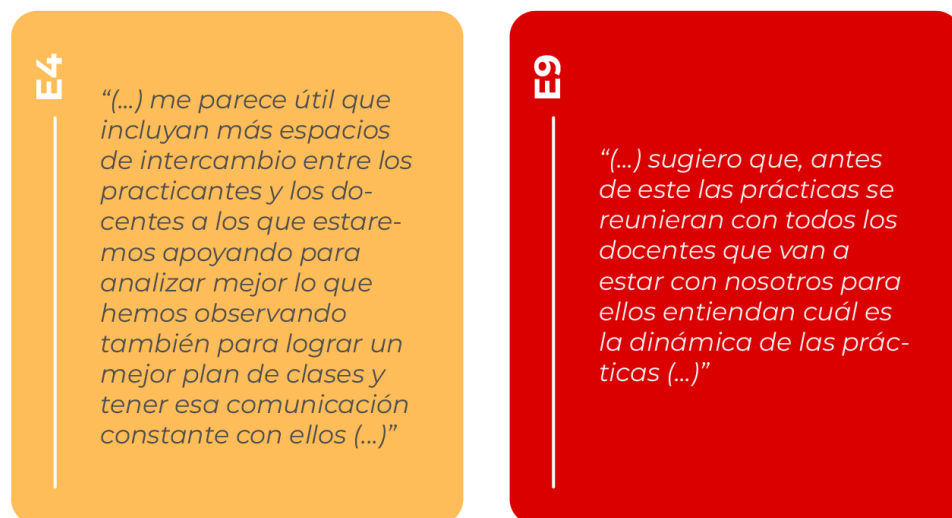 E4
“(...) me parece útil que
incluyan más espacios
de intercambio entre los
practicantes y los do-
centes a los que estare-
mos apoyando para
analizar mejor lo que
hemos observando
también para lograr un
mejor plan de clases y
tener esa comunicación
constante con ellos (...)”
E9
“(...) sugiero que, antes
de este las prácticas se
reunieran con todos los
docentes que van a
estar con nosotros para
ellos entiendan cuál es
la dinámica de las prác-
ticas (...)”